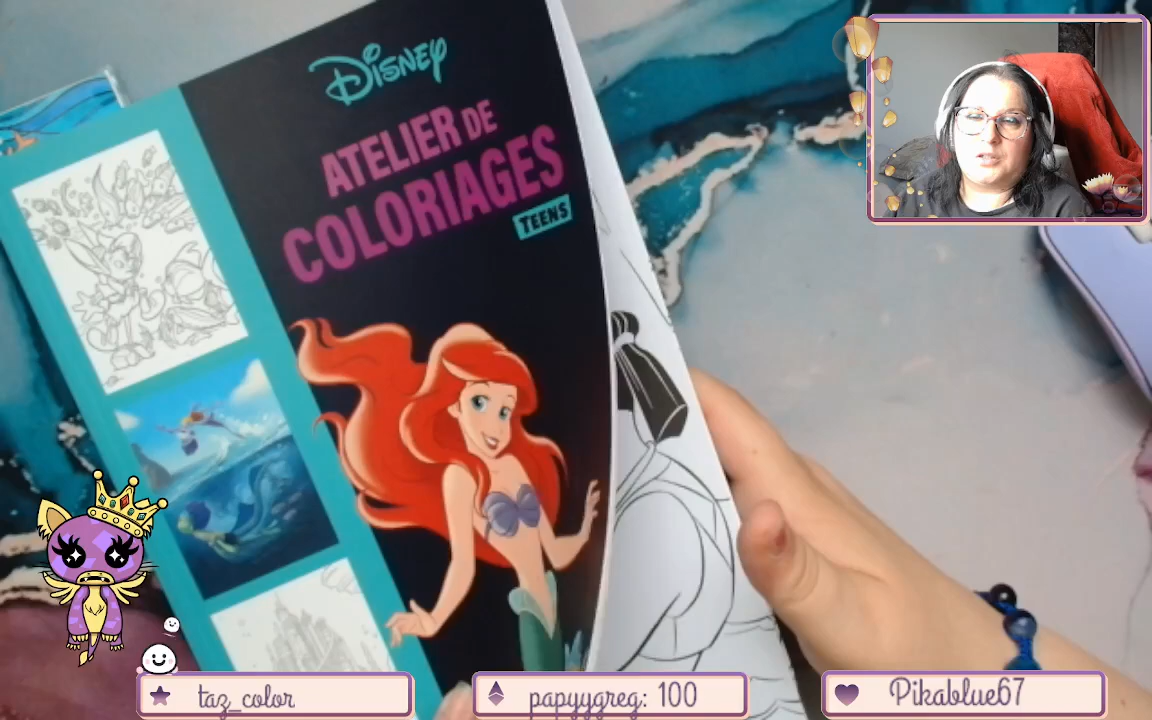 Disney
ATELIER DE
COLORIAGES
TEENS
taz_color
papyygreg: 100
Pikablue67